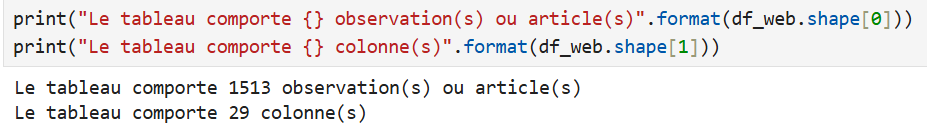 print("Le tableau comporte {} observation(s) ou article(s)".format(df_web.shape[0]))
print("Le tableau comporte {} colonne(s)".format(df_web.shape[1]))
Le tableau comporte 1513 observation(s) ou article(s)
Le tableau comporte 29 colonne(s)